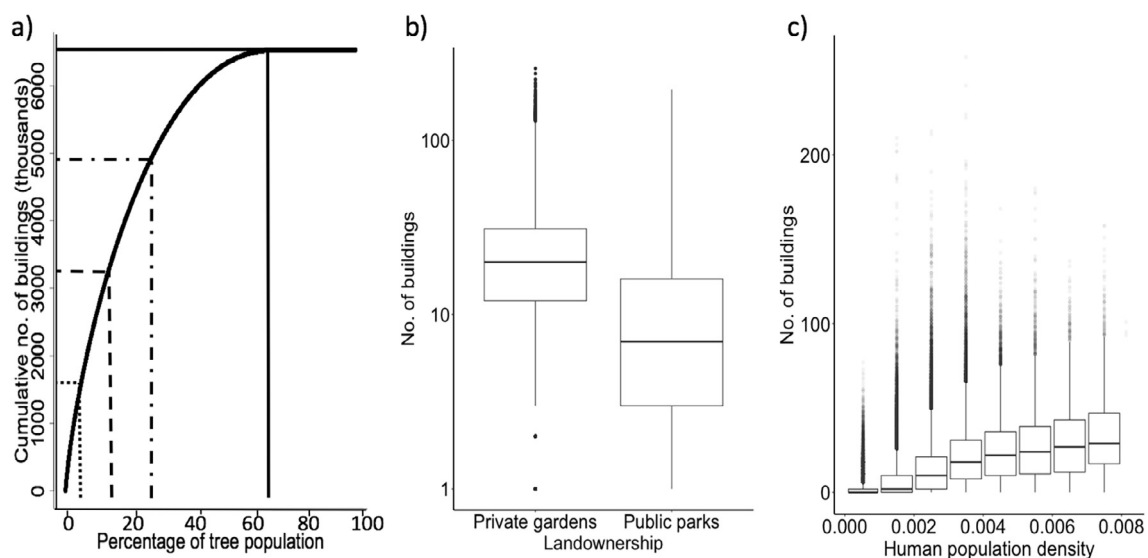 a)
Cumulative no. of buildings (thousands)
6000
5000
4000
3000
2000
1000
0
0 20 40 60 80 100
Percentage of tree population
b)
No. of buildings
100
10
1
Private gardens Public parks
Landownership
c)
No. of buildings
200
100
0
0.000 0.002 0.004 0.006 0.008
Human population density